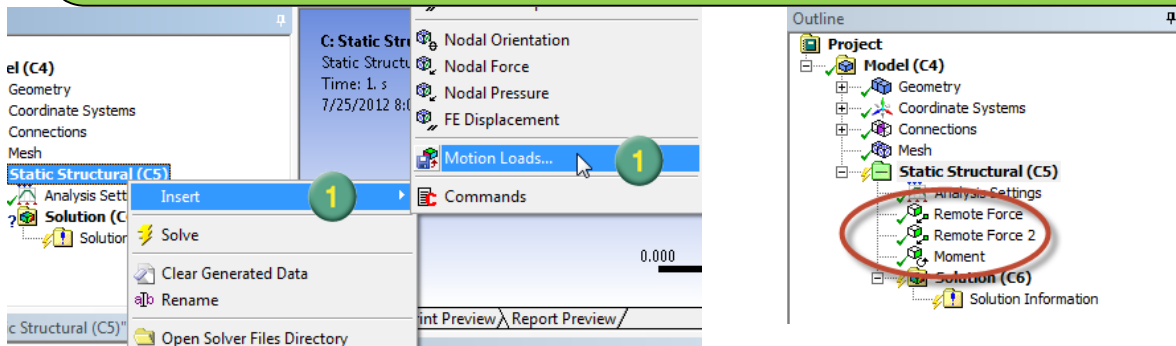 el (C4)
Geometry
Coordinate Systems
Connections
Mesh
Static Structural (C5)
Analysis Sett
Solution (C
Solution
Insert
1
Solve
Clear Generated Data
Rename
Open Solver Files Directory
c Structural (C5)"
C: Static Stru
Static Structu
Time: 1. s
7/25/2012 8:0
Nodal Orientation
Nodal Force
Nodal Pressure
FE Displacement
Motion Loads...
1
Commands
0.000
int Preview
Report Preview
Outline
Project
Model (C4)
Geometry
Coordinate Systems
Connections
Mesh
Static Structural (C5)
Analysis Settings
Remote Force
Remote Force 2
Moment
Solution (C6)
Solution Information